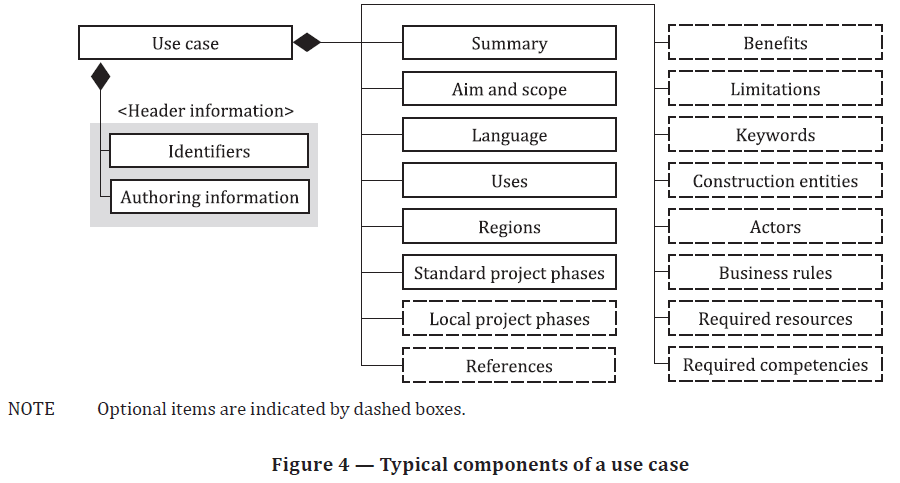 Use case
<Header information>
Identifiers
Authoring information
Summary
Aim and scope
Language
Uses
Regions
Standard project phases
Local project phases
References
Benefits
Limitations
Keywords
Construction entities
Actors
Business rules
Required resources
Required competencies
NOTE Optional items are indicated by dashed boxes.
Figure 4 — Typical components of a use case